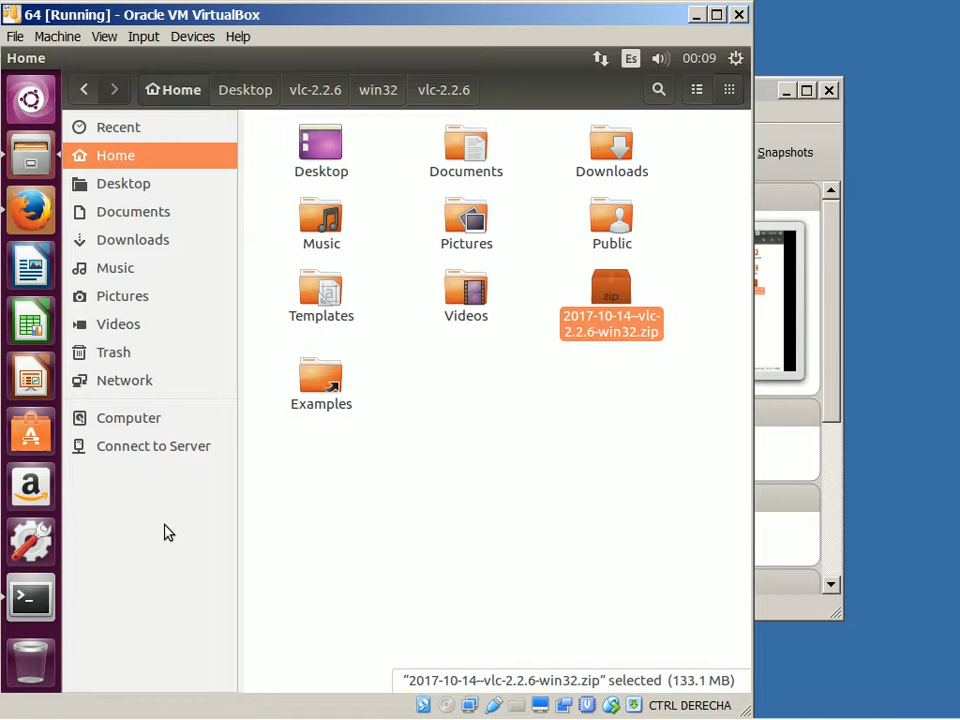 64 [Running] - Oracle VM VirtualBox
File Machine View Input Devices Help
Home
Es
00:09
Home Desktop vlc-2.2.6 win32 vlc-2.2.6
Recent
Home
Desktop
Documents
Downloads
Music
Pictures
Videos
Trash
Network
Computer
Connect to Server
Desktop
Documents
Downloads
Music
Pictures
Public
Templates
Videos
zip
2017-10-14--vlc-
2.2.6-win32.zip
Examples
"2017-10-14--vlc-2.2.6-win32.zip" selected (133.1 MB)
CTRL DERECHA
Snapshots